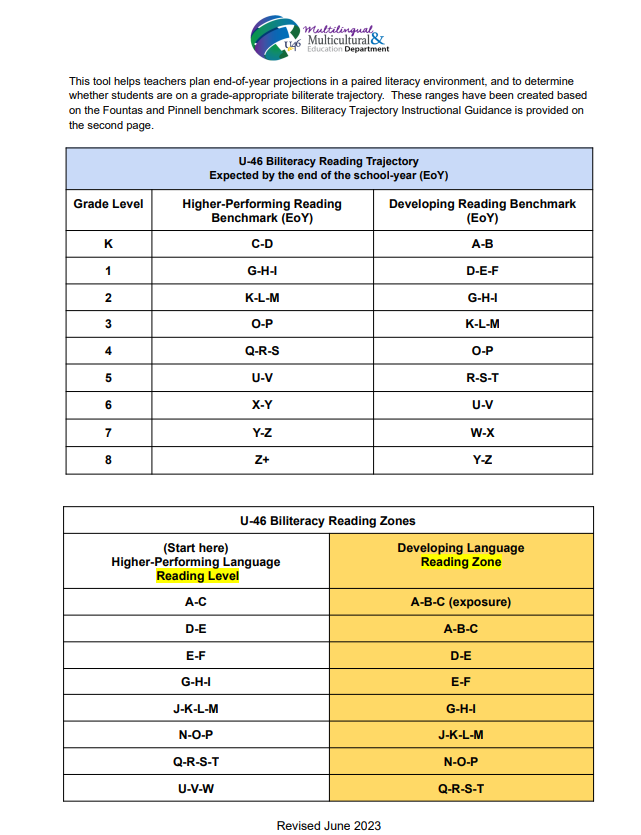 Multilingual
U46 Multicultural &
Education Department
This tool helps teachers plan end-of-year projections in a paired literacy environment, and to determine
whether students are on a grade-appropriate biliterate trajectory.  These ranges have been created based
on the Fountas and Pinnell benchmark scores. Biliteracy Trajectory Instructional Guidance is provided on
the second page.
U-46 Biliteracy Reading Trajectory
Expected by the end of the school-year (EoY)
Grade Level
Higher-Performing Reading
Benchmark (EoY)
Developing Reading Benchmark
(EoY)
K C-D A-B
1 G-H-I D-E-F
2 K-L-M G-H-I
3 O-P K-L-M
4 Q-R-S O-P
5 U-V R-S-T
6 X-Y U-V
7 Y-Z W-X
8 Z+ Y-Z
U-46 Biliteracy Reading Zones
(Start here)
Higher-Performing Language
Reading Level
Developing Language
Reading Zone
A-C A-B-C (exposure)
D-E A-B-C
E-F D-E
G-H-I E-F
J-K-L-M G-H-I
N-O-P J-K-L-M
Q-R-S-T N-O-P
U-V-W Q-R-S-T
Revised June 2023